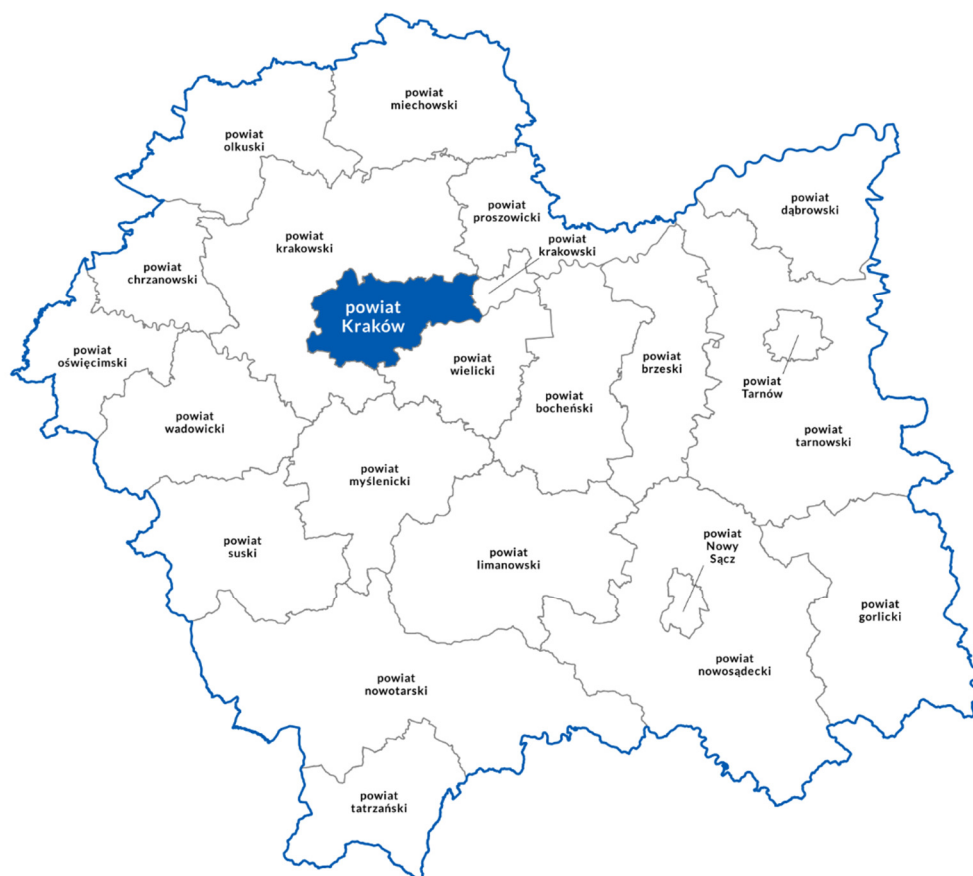 powiat
miechowski
powiat
olkuski
powiat
dąbrowski
powiat
proszowicki
powiat
krakowski
powiat
krakowski
powiat
chrzanowski
powiat
Kraków
powiat
oświęcimski
powiat
wielicki
powiat
brzeski
powiat
Tarnów
powiat
bocheński
powiat
wadowicki
powiat
tarnowski
powiat
myślenicki
powiat
suski
powiat
limanowski
powiat
Nowy
Sącz
powiat
gorlicki
powiat
nowosądecki
powiat
nowotarski
powiat
tatrzański